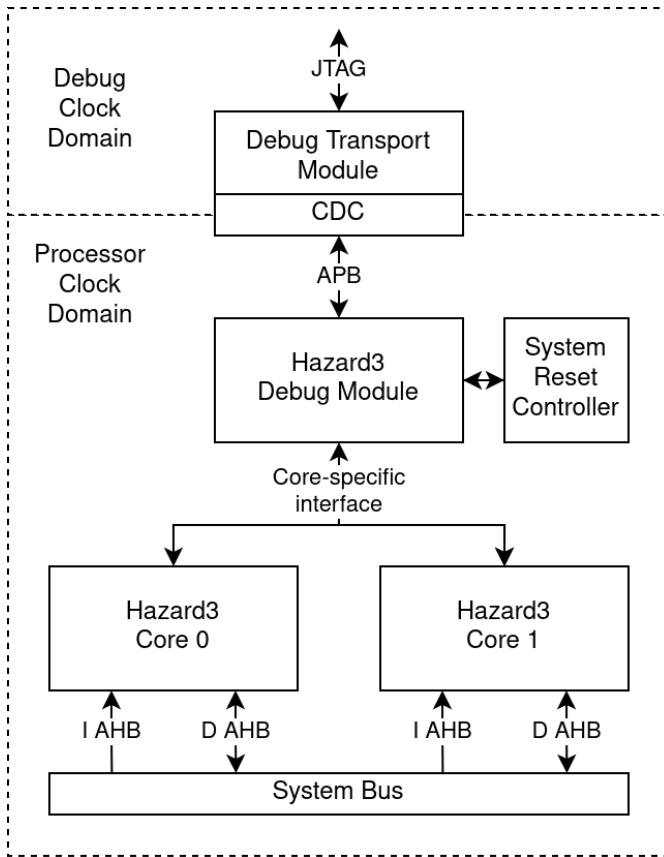 JTAG
Debug
Clock
Domain
Debug Transport
Module
CDC
Processor
Clock
Domain
APB
Hazard3
Debug Module
System
Reset
Controller
Core-specific
interface
Hazard3
Core 0
Hazard3
Core 1
I AHB
D AHB
I AHB
D AHB
System Bus